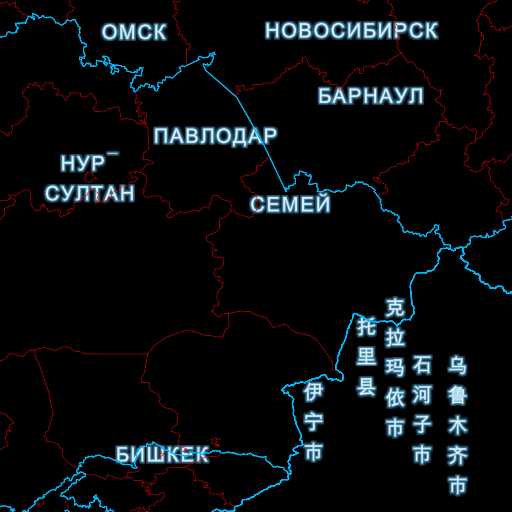 ОМСК
НОВОСИБИРСК
БАРНАУЛ
ПАВЛОДАР
НУР-
СУЛТАН
СЕМЕЙ
克拉玛依市
托里县
石河子市
乌鲁木齐市
伊宁市
БИШКЕК